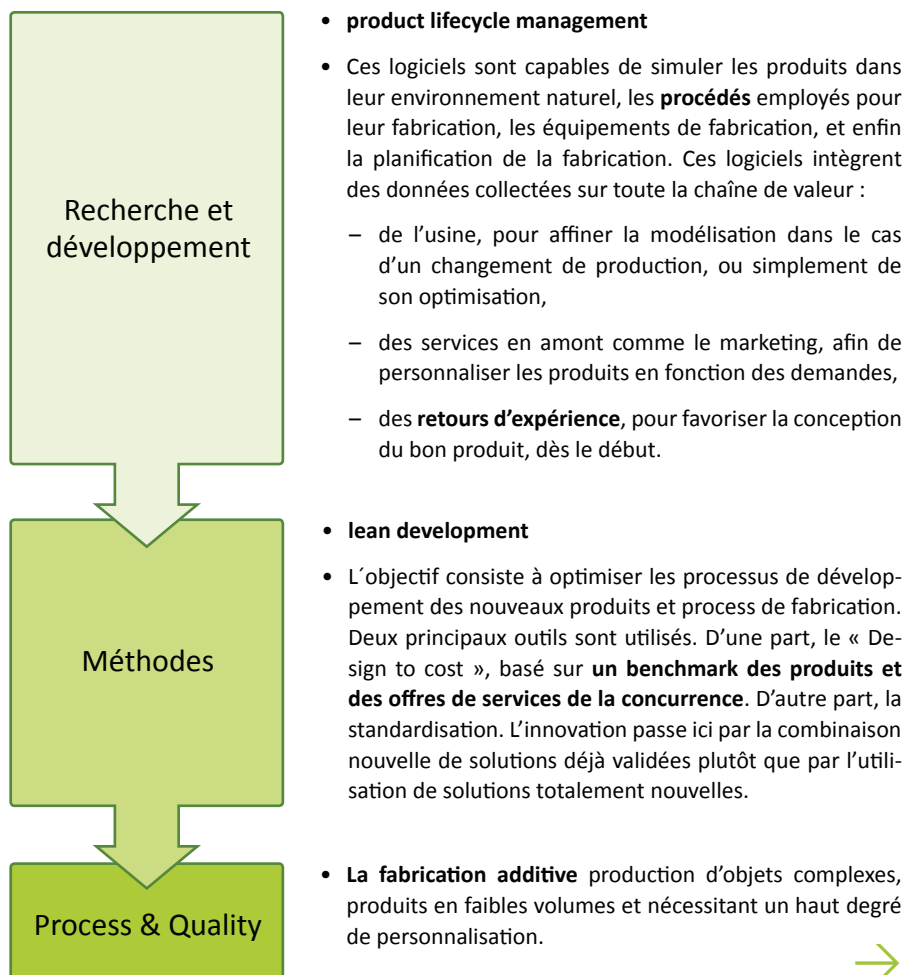 Recherche et
développement
• product lifecycle management
• Ces logiciels sont capables de simuler les produits dans
leur environnement naturel, les procédés employés pour
leur fabrication, les équipements de fabrication, et enfin
la planification de la fabrication. Ces logiciels intègrent
des données collectées sur toute la chaîne de valeur :
– de l’usine, pour affiner la modélisation dans le cas
d’un changement de production, ou simplement de
son optimisation,
– des services en amont comme le marketing, afin de
personnaliser les produits en fonction des demandes,
– des retours d’expérience, pour favoriser la conception
du bon produit, dès le début.
Méthodes
• lean development
• L´objectif consiste à optimiser les processus de dévelop-
pement des nouveaux produits et process de fabrication.
Deux principaux outils sont utilisés. D’une part, le « De-
sign to cost », basé sur un benchmark des produits et
des offres de services de la concurrence. D’autre part, la
standardisation. L’innovation passe ici par la combinaison
nouvelle de solutions déjà validées plutôt que par l’utili-
sation de solutions totalement nouvelles.
Process & Quality
• La fabrication additive production d’objets complexes,
produits en faibles volumes et nécessitant un haut degré
de personnalisation.